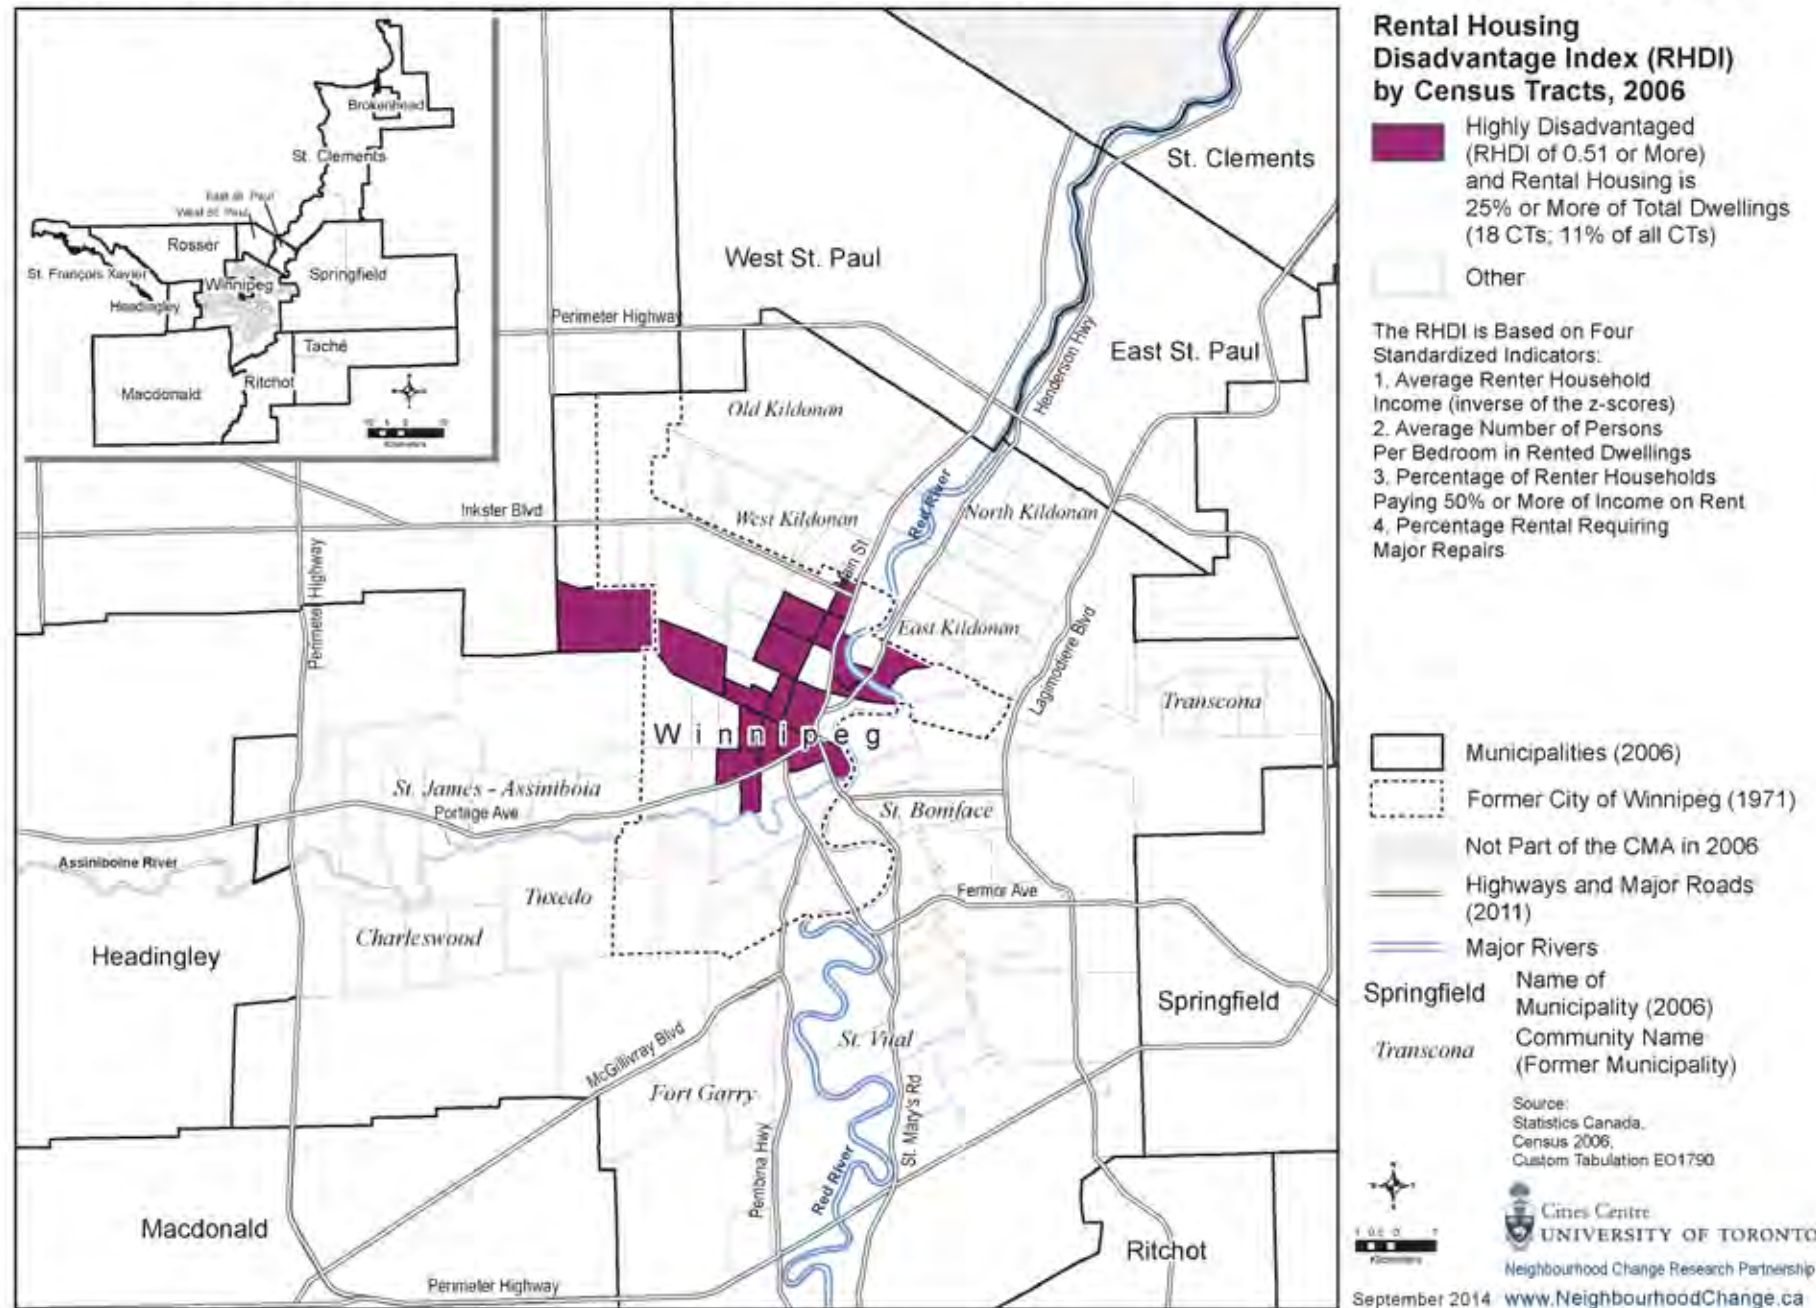 Rental Housing
Disadvantage Index (RHDI)
by Census Tracts, 2006
Highly Disadvantaged
(RHDI of 0.51 or More)
and Rental Housing is
25% or More of Total Dwellings
(18 CTs; 11% of all CTs)
Other
The RHDI is Based on Four
Standardized Indicators:
1. Average Renter Household
Income (inverse of the z-scores)
2. Average Number of Persons
Per Bedroom in Rented Dwellings
3. Percentage of Renter Households
Paying 50% or More of Income on Rent
4. Percentage Rental Requiring
Major Repairs
Municipalities (2006)
Former City of Winnipeg (1971)
Not Part of the CMA in 2006
Highways and Major Roads
(2011)
Major Rivers
Springfield
Name of
Municipality (2006)
Transcona
Community Name
(Former Municipality)
Source:
Statistics Canada,
Census 2006,
Custom Tabulation EO1790
Cities Centre
UNIVERSITY OF TORONTO
Neighbourhood Change Research Partnership
September 2014 www.NeighbourhoodChange.ca
Kilometers
Brokenhead
St. Clements
East St. Paul
West St. Paul
Rosser
St. François Xavier
Winnipeg
Springfield
Headingley
Taché
Macdonald
Ritchot
Kilometers
St. Clements
West St. Paul
Perimeter Highway
East St. Paul
Henderson Hwy
Old Kildonan
Red River
Inkster Blvd
West Kildonan
North Kildonan
Main St
Perimeter Highway
East Kildonan
Lagimodiere Blvd
Transcona
Winnipeg
St. James - Assiniboia
Portage Ave
St. Boniface
Assiniboine River
Tuxedo
Fermor Ave
Charleswood
Headingley
Springfield
St. Vital
McGillivray Blvd
Fort Garry
St. Mary's Rd
Pembina Hwy
Red River
Macdonald
Ritchot
Perimeter Highway